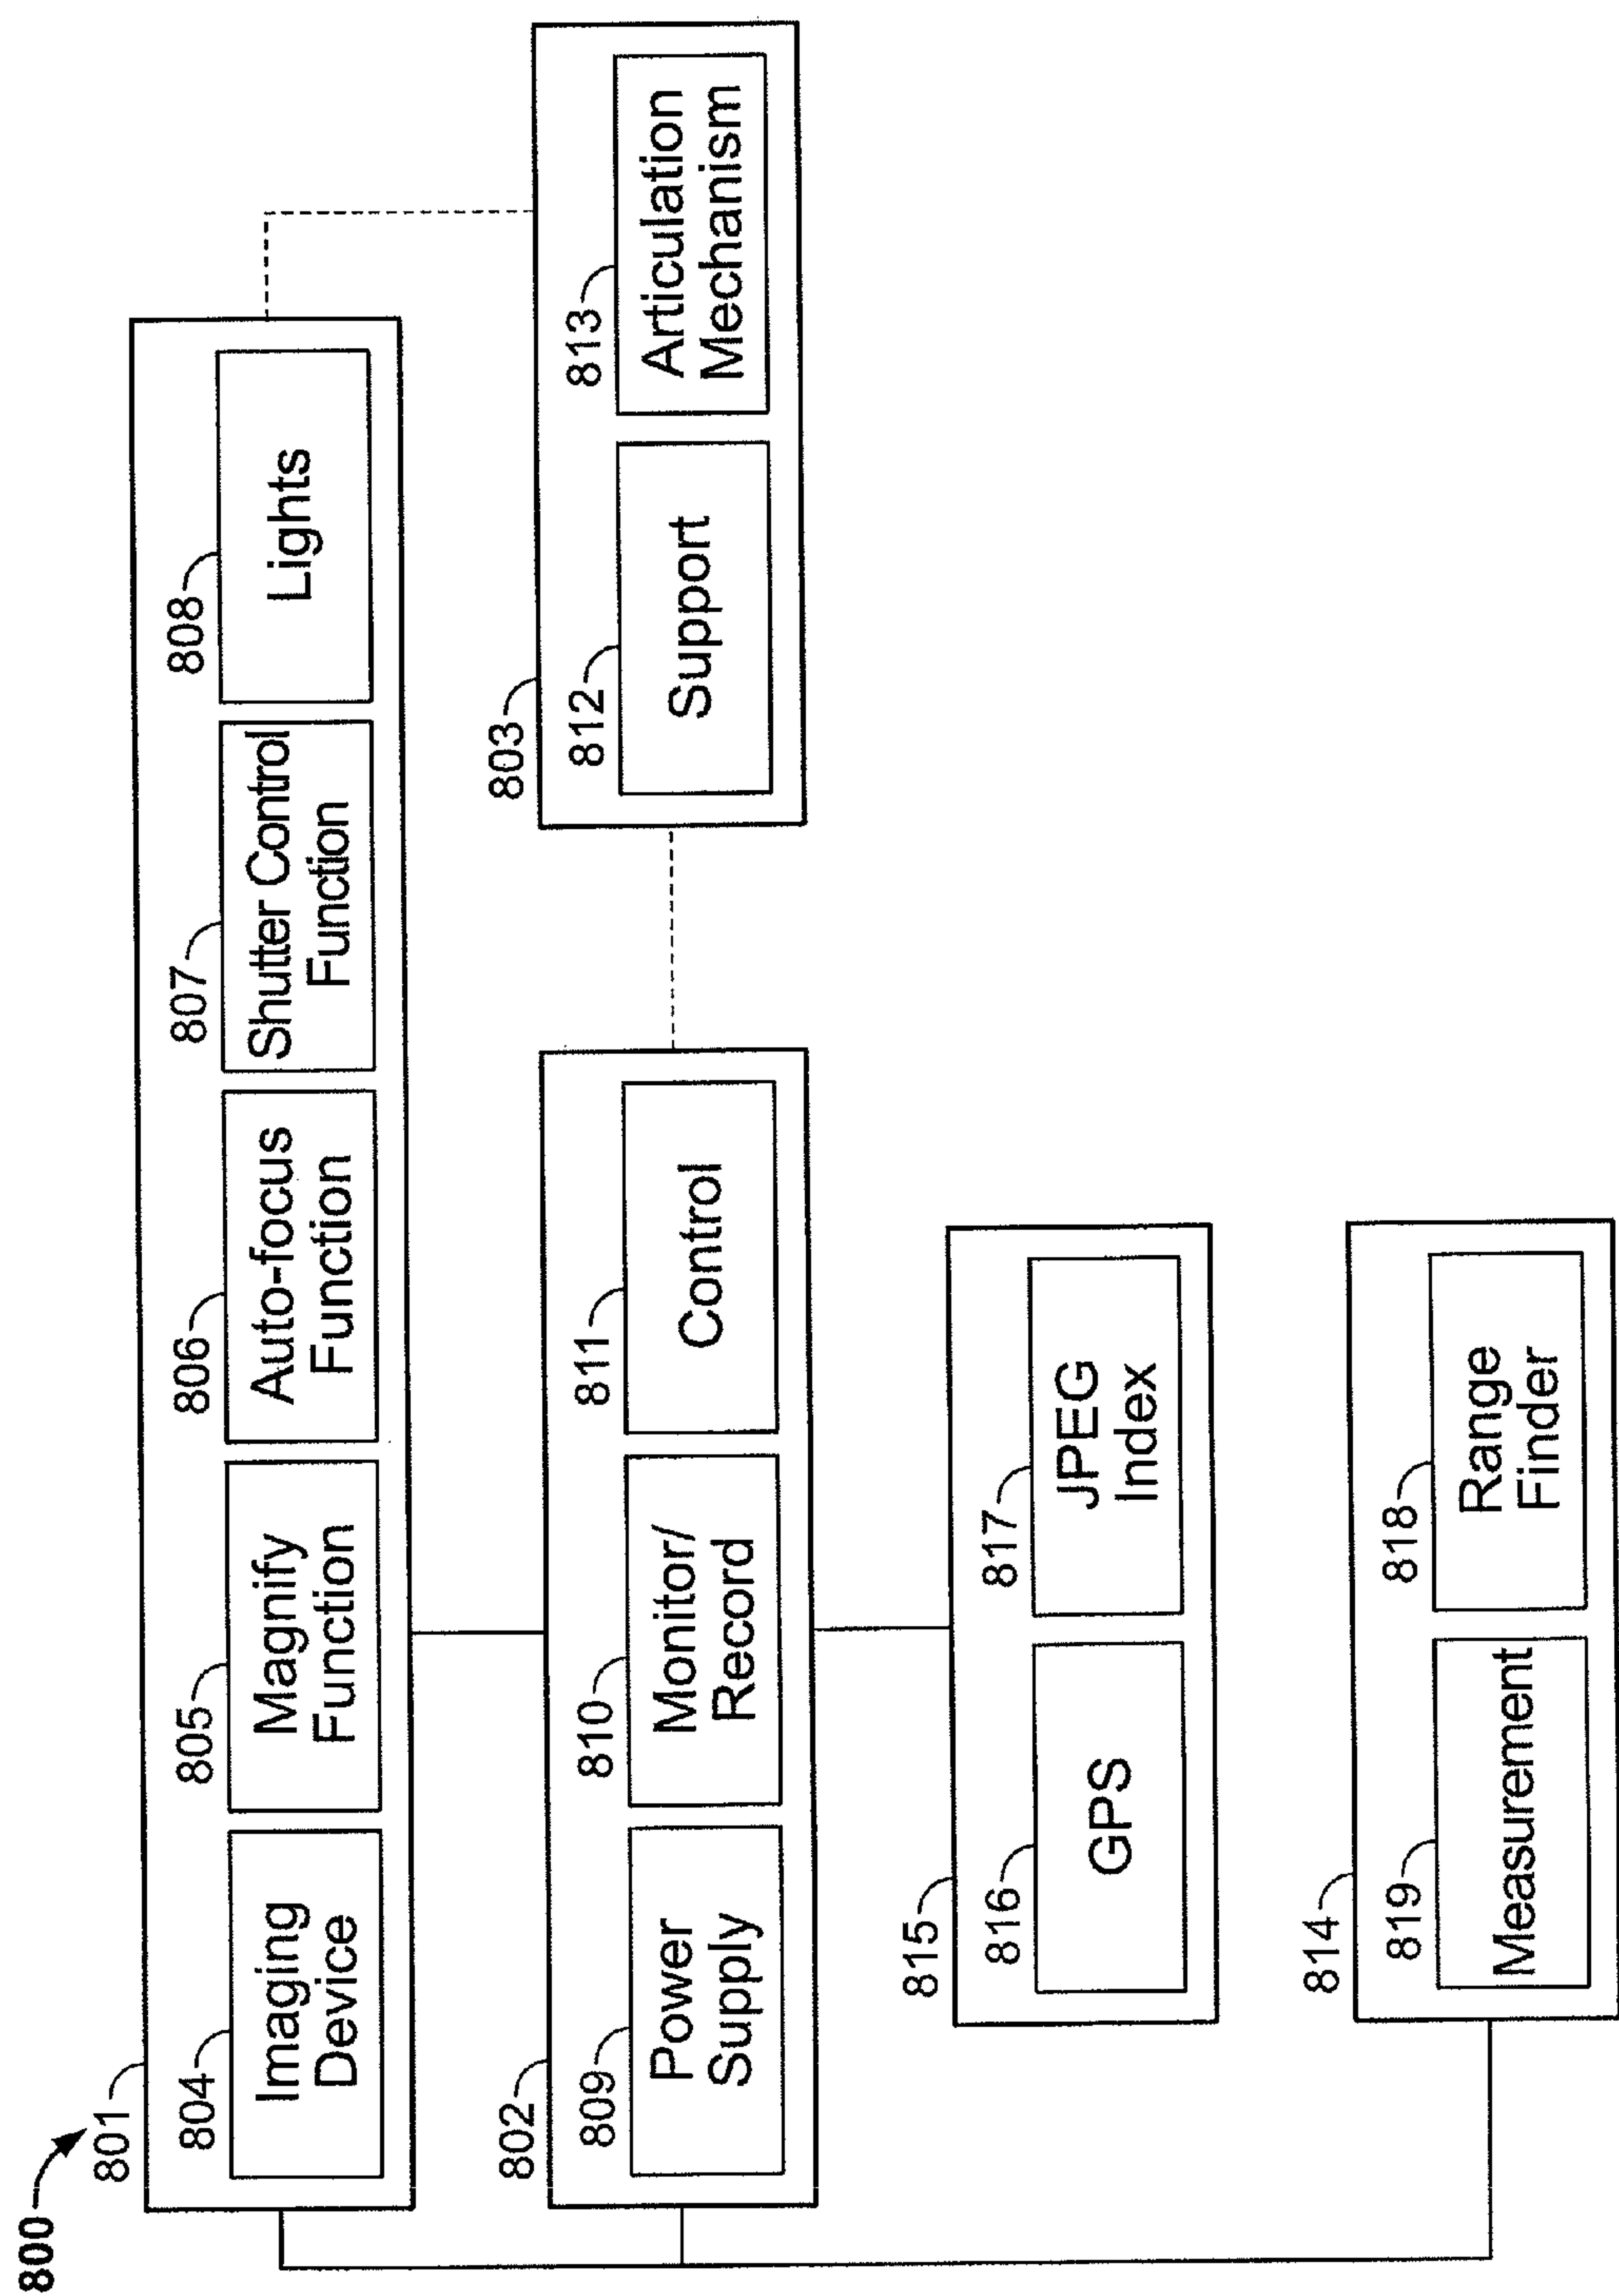 800
801
804
Imaging
Device
805
Magnify
Function
806
Auto-focus
Function
807
Shutter Control
Function
808
Lights
802
809
Power
Supply
810
Monitor/
Record
811
Control
803
812
Support
813
Articulation
Mechanism
815
816
GPS
817
JPEG
Index
814
819
Measurement
818
Range
Finder